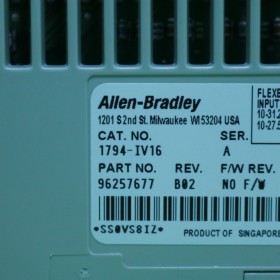 Allen-Bradley
1201 S 2nd St. Milwaukee WI 53204 USA
CAT. NO. SER.
1794-IV16 A
PART NO. REV. F/W REV.
96257677 B02 NO F/W
*SS0VS8IZ* PRODUCT OF SINGAPORE
INPUT